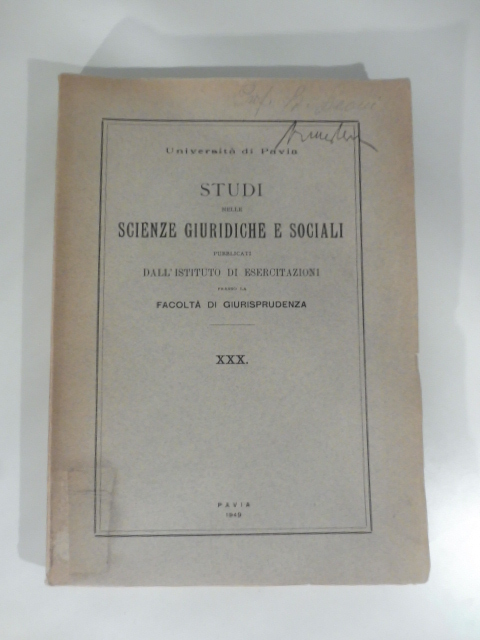 Università di Pavia
STUDI
NELLE
SCIENZE GIURIDICHE E SOCIALI
PUBBLICATI
DALL'ISTITUTO DI ESERCITAZIONI
PRESSO LA
FACOLTÀ DI GIURISPRUDENZA
XXX.
PAVIA
1949